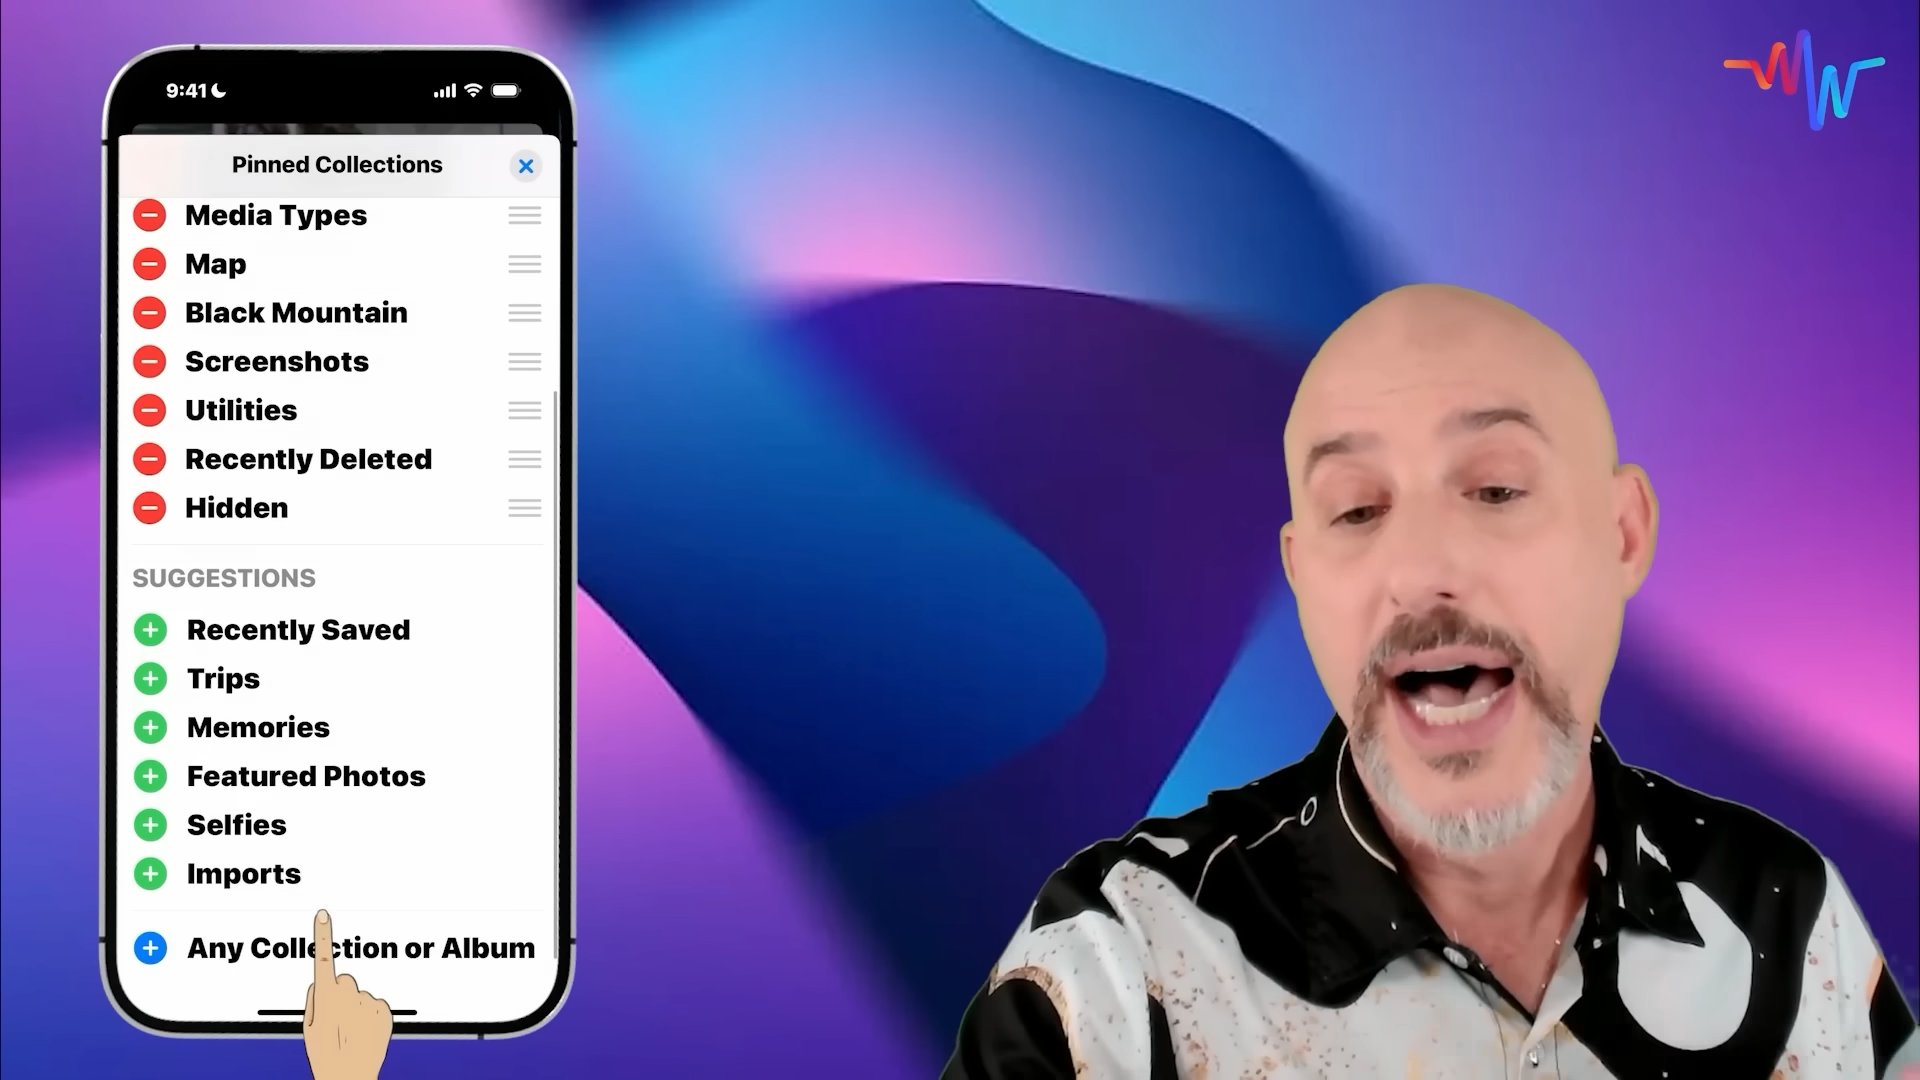 9:41
Pinned Collections
Media Types
Map
Black Mountain
Screenshots
Utilities
Recently Deleted
Hidden
SUGGESTIONS
Recently Saved
Trips
Memories
Featured Photos
Selfies
Imports
Any Collection or Album